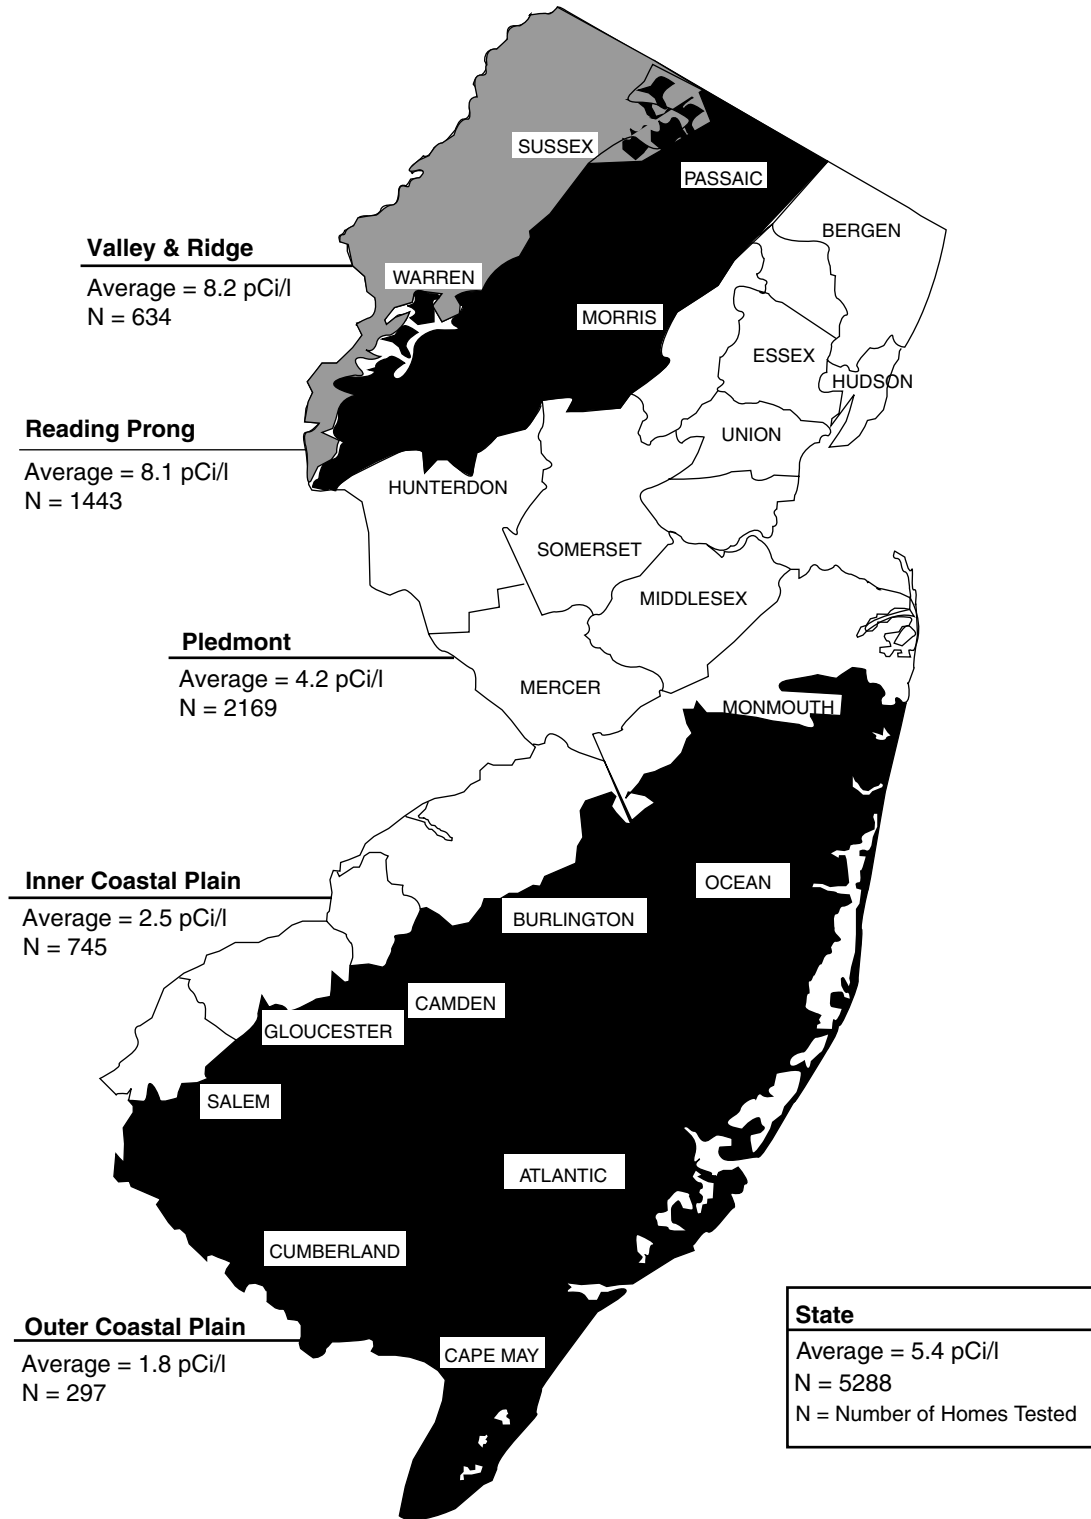 SUSSEX
PASSAIC
BERGEN
Valley & Ridge
Average = 8.2 pCi/l
N = 634
WARREN
MORRIS
ESSEX
HUDSON
Reading Prong
Average = 8.1 pCi/l
N = 1443
UNION
HUNTERDON
SOMERSET
MIDDLESEX
Pledmont
Average = 4.2 pCi/l
N = 2169
MERCER
MONMOUTH
Inner Coastal Plain
Average = 2.5 pCi/l
N = 745
OCEAN
BURLINGTON
CAMDEN
GLOUCESTER
SALEM
ATLANTIC
CUMBERLAND
Outer Coastal Plain
Average = 1.8 pCi/l
N = 297
CAPE MAY
State
Average = 5.4 pCi/l
N = 5288
N = Number of Homes Tested